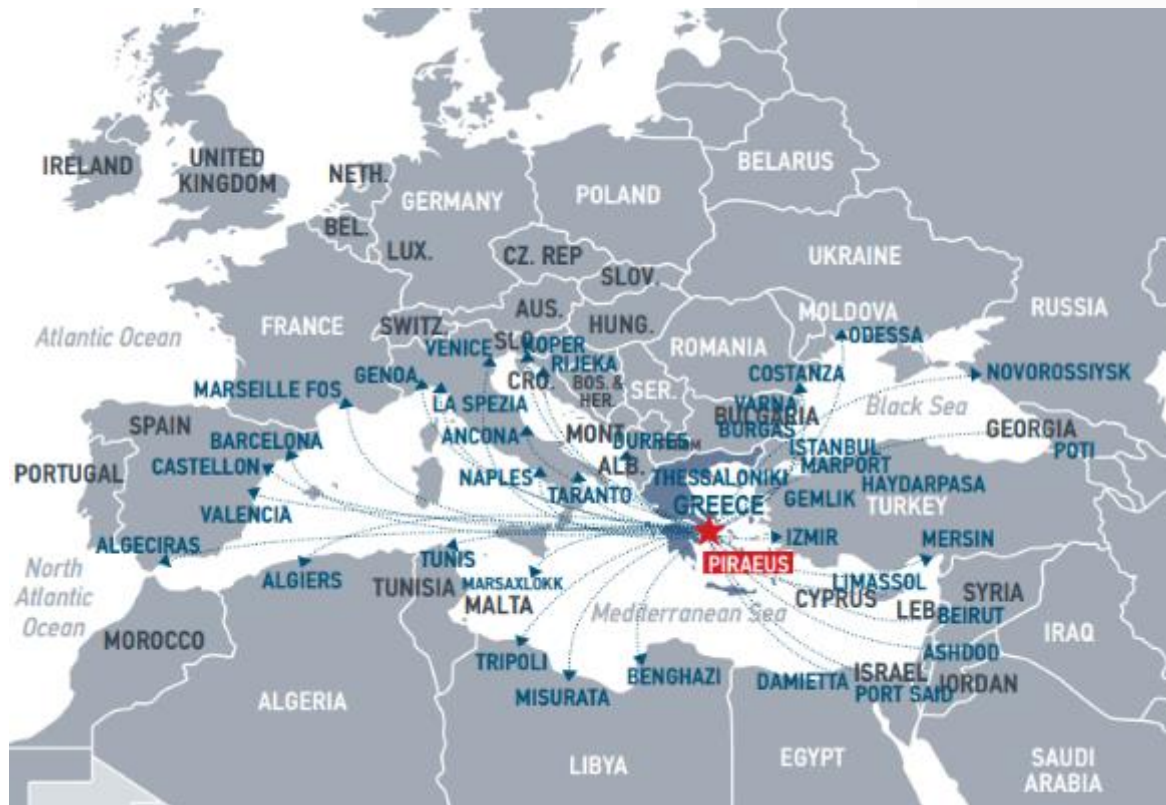 IRELAND
UNITED
KINGDOM
NETH.
BEL.
LUX.
GERMANY
POLAND
BELARUS
CZ. REP
SLOV.
UKRAINE
AUS.
HUNG.
MOLDOVA
RUSSIA
Atlantic Ocean
FRANCE
SWITZ.
SLO.
KOPER
VENICE
RIJEKA
ROMANIA
ODESSA
GENOA
CRO.
BOS. &
HER.
SER.
COSTANZA
NOVOROSSIYSK
MARSEILLE FOS
LA SPEZIA
VARNA
BULGARIA
Black Sea
SPAIN
BARCELONA
ANCONA
MONT.
DURRES
BURGAS
ISTANBUL
GEORGIA
POTI
PORTUGAL
CASTELLON
NAPLES
ALB.
MARPORT
THESSALONIKI
HAYDARPASA
TARANTO
GREECE
GEMLIK
TURKEY
VALENCIA
ALGECIRAS
IZMIR
MERSIN
North
Atlantic
Ocean
ALGIERS
TUNIS
TUNISIA
MARSAXLOKK
MALTA
PIRAEUS
LIMASSOL
CYPRUS
SYRIA
Mediterranean Sea
LEB.
BEIRUT
IRAQ
MOROCCO
TRIPOLI
MISURATA
BENGHAZI
ASHDOD
DAMIETTA
ISRAEL
PORT SAID
JORDAN
ALGERIA
LIBYA
EGYPT
SAUDI
ARABIA